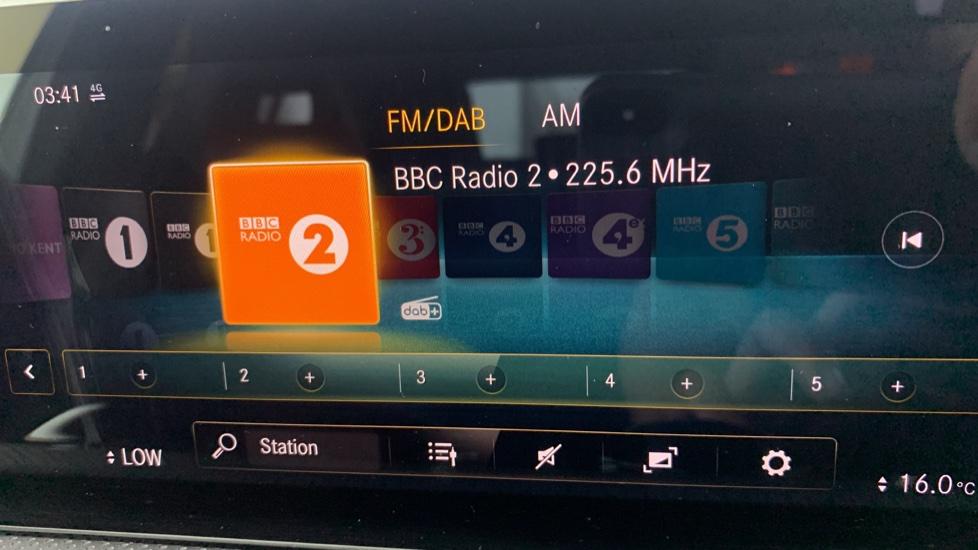 03:41 4G
FM/DAB AM
BBC Radio 2 • 225.6 MHz
O KENT
BBC RADIO 1
BBC RADIO 1
BBC RADIO 2
3
BBC RADIO 4
BBC RADIO 4e
BBC RADIO 5
BBC RADIO
dab+
1 + 2 + 3 + 4 + 5 +
Station
LOW
16.0°C